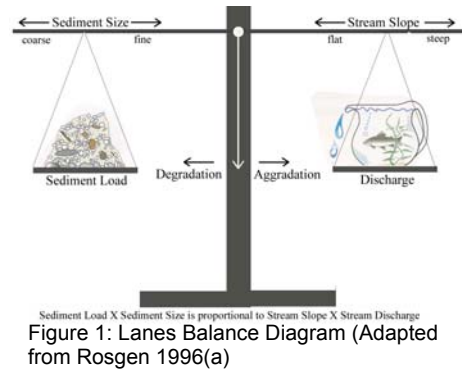 Sediment Size
Stream Slope
coarse
fine
flat
steep
Degradation
Aggradation
Sediment Load
Discharge
Sediment Load X Sediment Size is proportional to Stream Slope X Stream Discharge
Figure 1: Lanes Balance Diagram (Adapted
from Rosgen 1996(a)